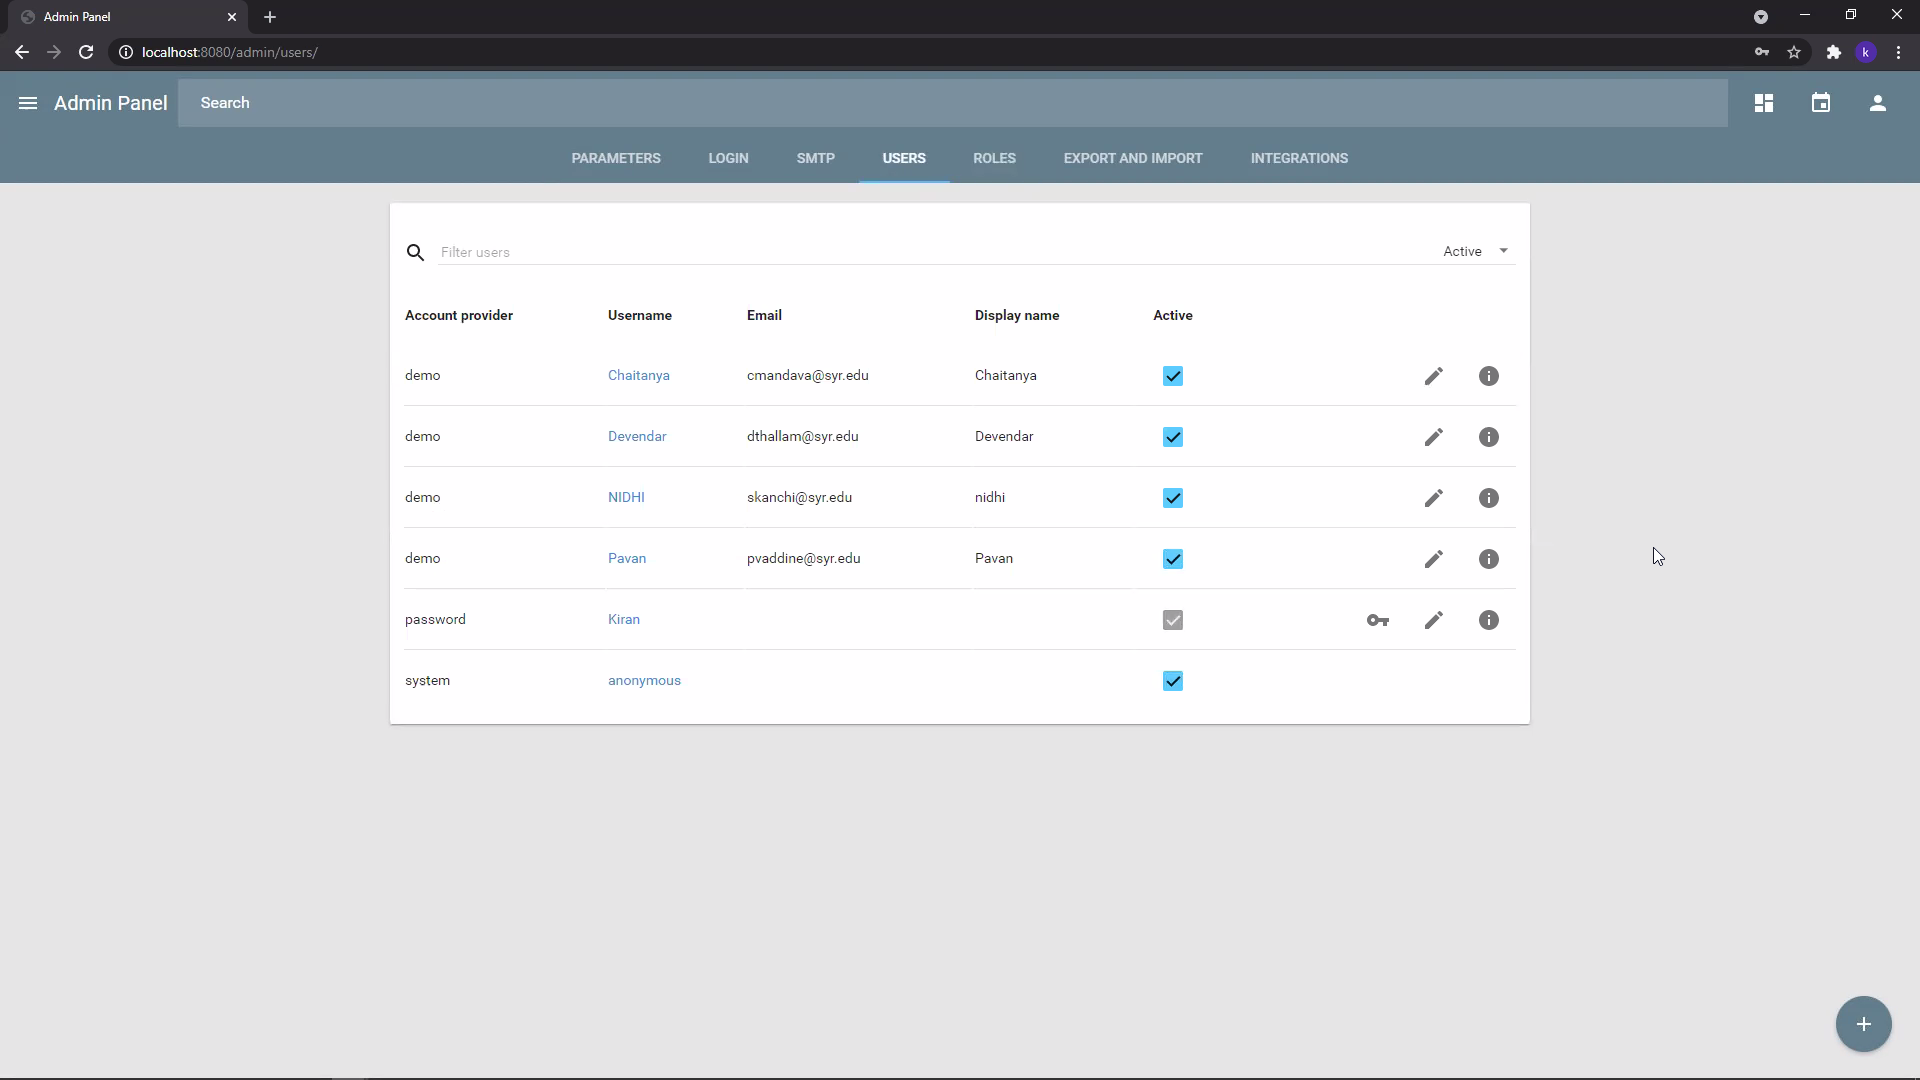 Admin Panel
localhost:8080/admin/users/
k
Admin Panel
Search
PARAMETERS LOGIN SMTP USERS ROLES EXPORT AND IMPORT INTEGRATIONS
Filter users Active
Account provider Username Email Display name Active
demo Chaitanya cmandava@syr.edu Chaitanya
demo Devendar dthallam@syr.edu Devendar
demo NIDHI skanchi@syr.edu nidhi
demo Pavan pvaddine@syr.edu Pavan
password Kiran
system anonymous